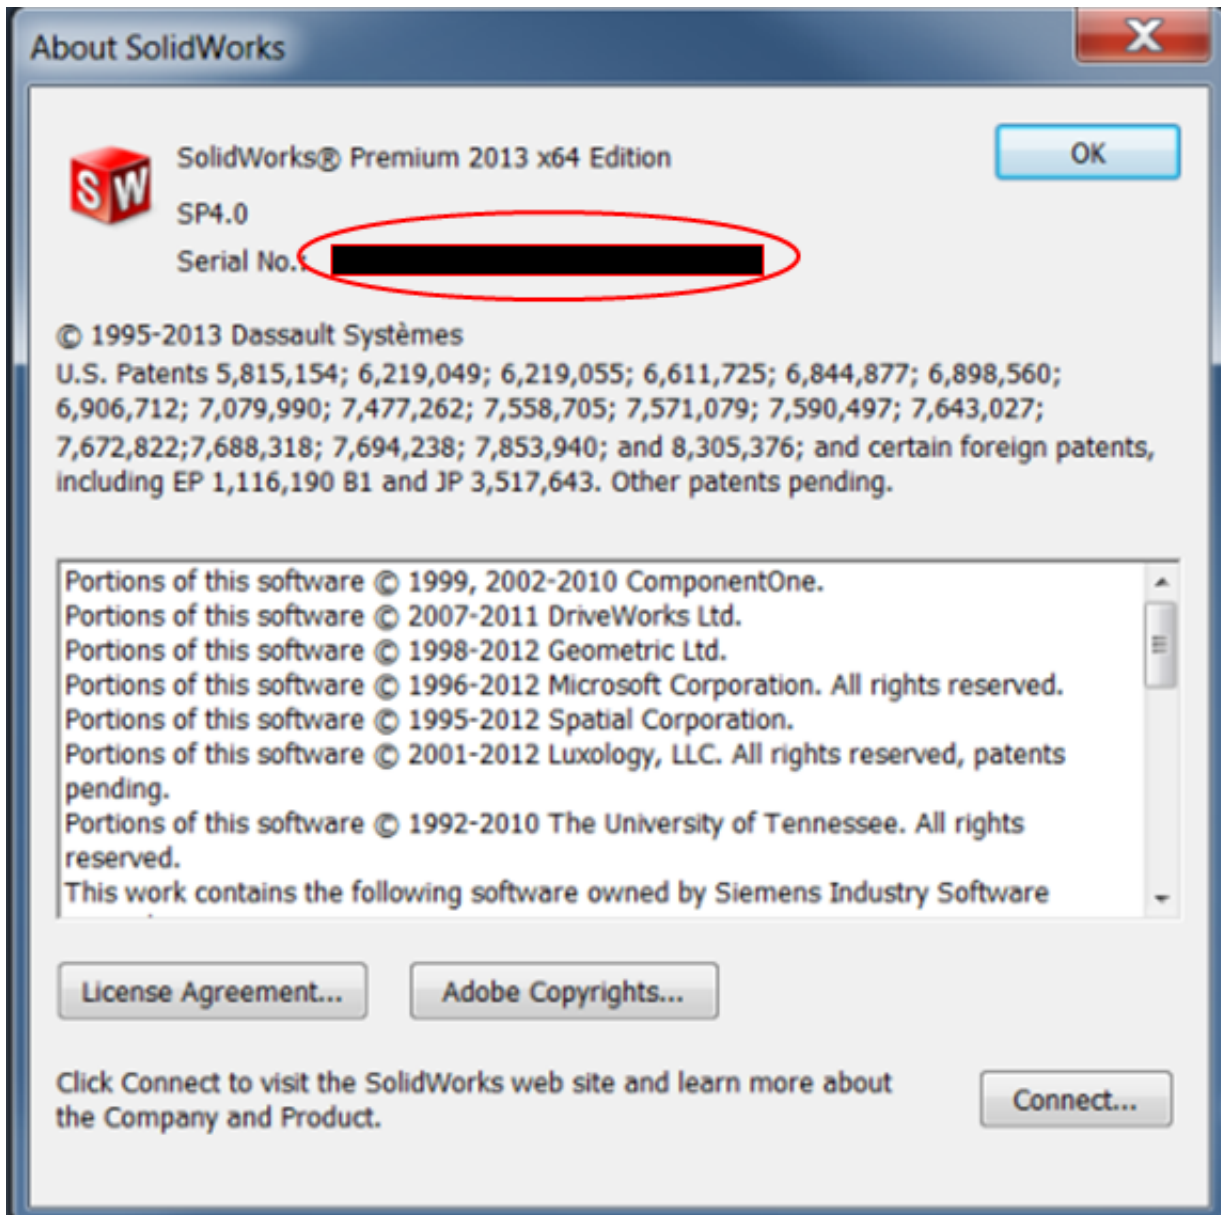 About SolidWorks
SW
SolidWorks® Premium 2013 x64 Edition
OK
SP4.0
Serial No.:
© 1995-2013 Dassault Systèmes
U.S. Patents 5,815,154; 6,219,049; 6,219,055; 6,611,725; 6,844,877; 6,898,560;
6,906,712; 7,079,990; 7,477,262; 7,558,705; 7,571,079; 7,590,497; 7,643,027;
7,672,822;7,688,318; 7,694,238; 7,853,940; and 8,305,376; and certain foreign patents,
including EP 1,116,190 B1 and JP 3,517,643. Other patents pending.
Portions of this software © 1999, 2002-2010 ComponentOne.
Portions of this software © 2007-2011 DriveWorks Ltd.
Portions of this software © 1998-2012 Geometric Ltd.
Portions of this software © 1996-2012 Microsoft Corporation. All rights reserved.
Portions of this software © 1995-2012 Spatial Corporation.
Portions of this software © 2001-2012 Luxology, LLC. All rights reserved, patents
pending.
Portions of this software © 1992-2010 The University of Tennessee. All rights
reserved.
This work contains the following software owned by Siemens Industry Software
License Agreement...
Adobe Copyrights...
Click Connect to visit the SolidWorks web site and learn more about
the Company and Product.
Connect...